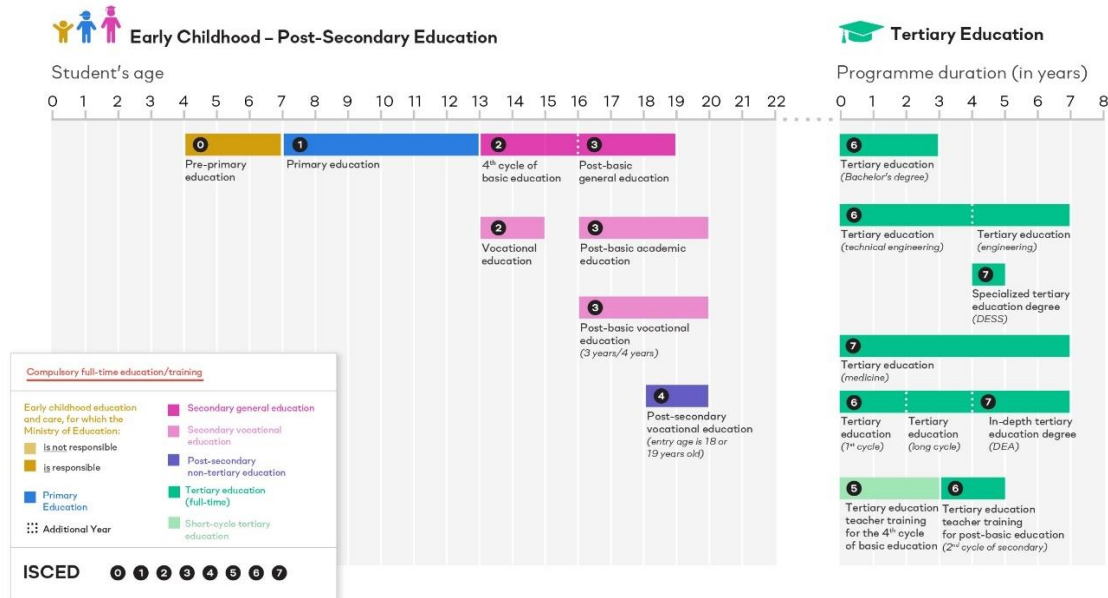 Early Childhood – Post-Secondary Education
Student's age
0 1 2 3 4 5 6 7 8 9 10 11 12 13 14 15 16 17 18 19 20 21 22
0
Pre-primary
education
1
Primary education
2
4th cycle of
basic education
3
Post-basic
general education
2
Vocational
education
3
Post-basic academic
education
3
Post-basic vocational
education
(3 years/4 years)
4
Post-secondary
vocational education
(entry age is 18 or
19 years old)
Tertiary Education
Programme duration (in years)
0 1 2 3 4 5 6 7 8
6
Tertiary education
(Bachelor's degree)
6
Tertiary education
(technical engineering)
Tertiary education
(engineering)
7
Specialized tertiary
education degree
(DESS)
7
Tertiary education
(medicine)
6
Tertiary
education
(1st cycle)
Tertiary
education
(long cycle)
7
In-depth tertiary
education degree
(DEA)
5
Tertiary education
teacher training
for the 4th cycle
of basic education
6
Tertiary education
teacher training
for post-basic education
(2nd cycle of secondary)
Compulsory full-time education/training
Early childhood education
and care, for which the
Ministry of Education:
is not responsible
is responsible
Primary
Education
Additional Year
Secondary general education
Secondary vocational
education
Post-secondary
non-tertiary education
Tertiary education
(full-time)
Short-cycle tertiary
education
ISCED 0 1 2 3 4 5 6 7